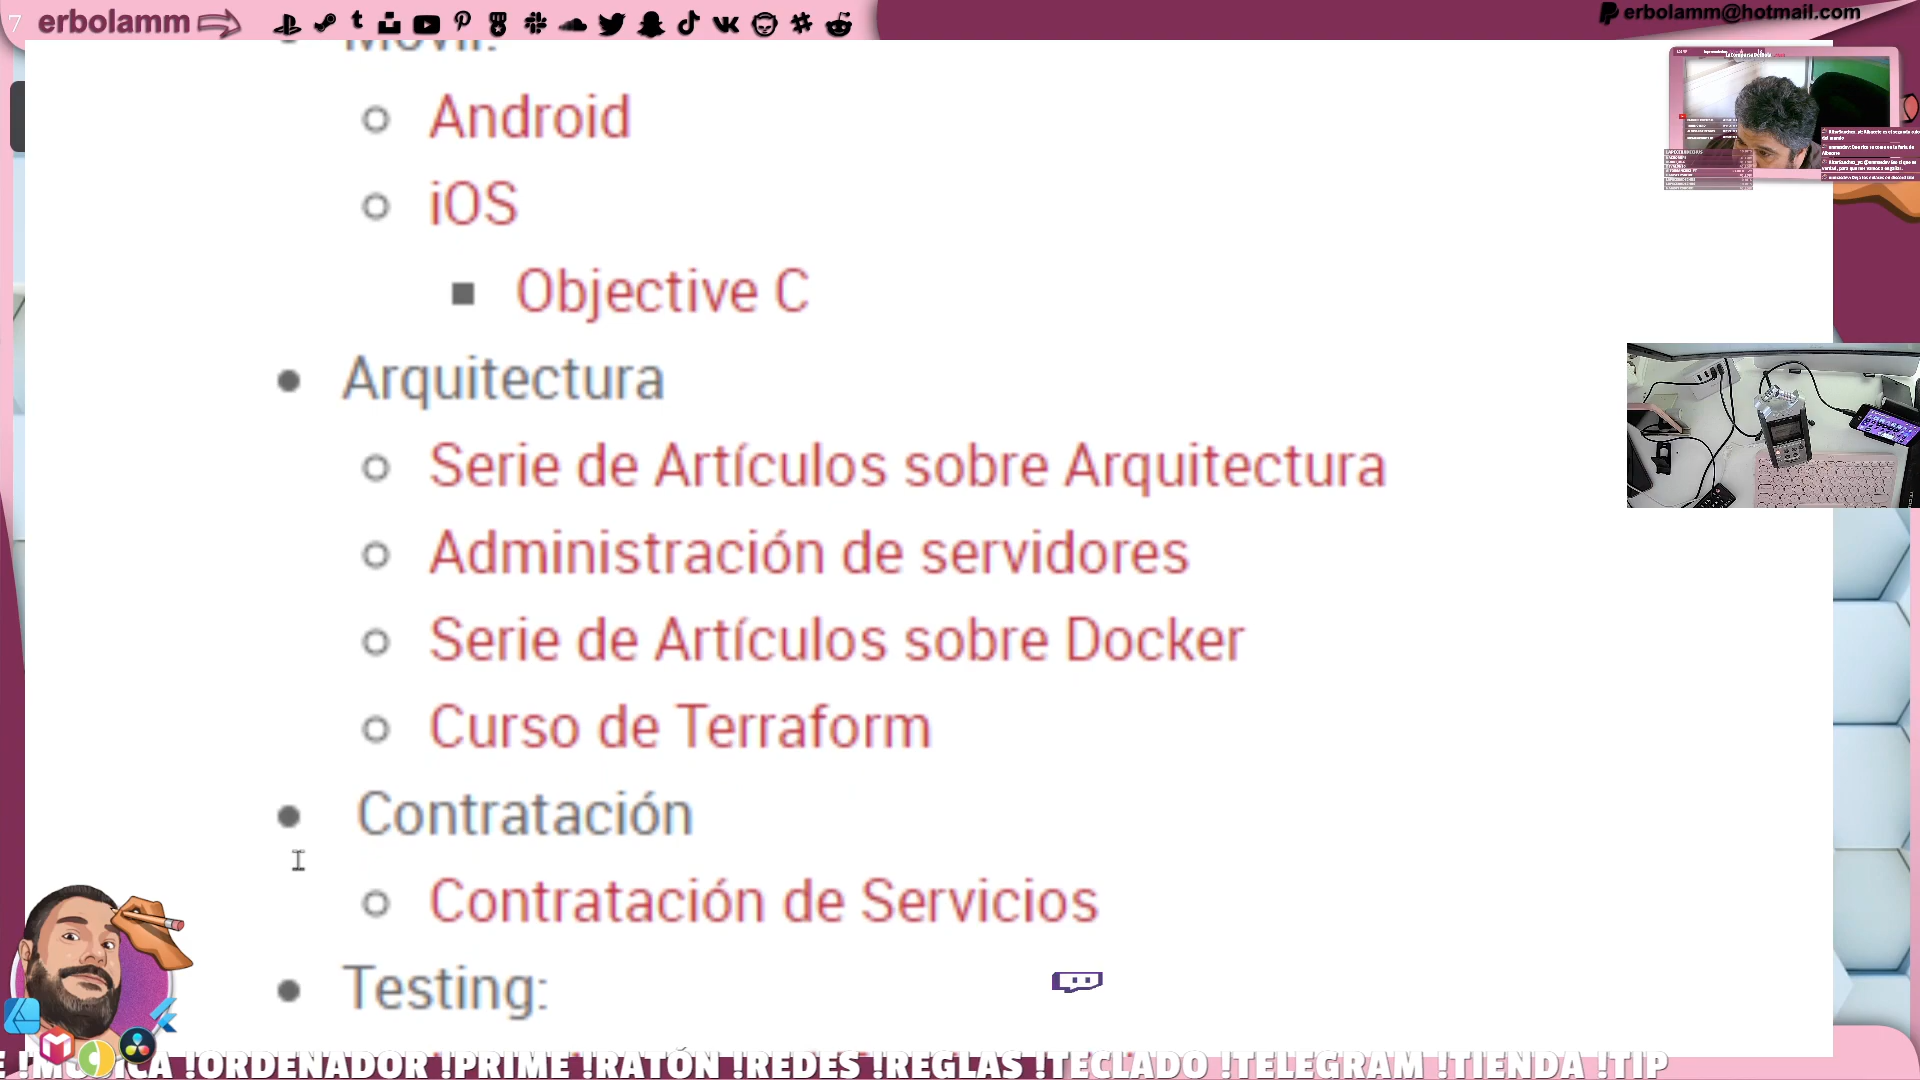 erbolamm
erbolamm@hotmail.com
Móvil:
Android
iOS
Objective C
Arquitectura
Serie de Artículos sobre Arquitectura
Administración de servidores
Serie de Artículos sobre Docker
Curso de Terraform
Contratación
Contratación de Servicios
Testing:
!ORDENADOR !PRIME !RATÓN !REDES !REGLAS !TECLADO !TELEGRAM !TIENDA !TIP